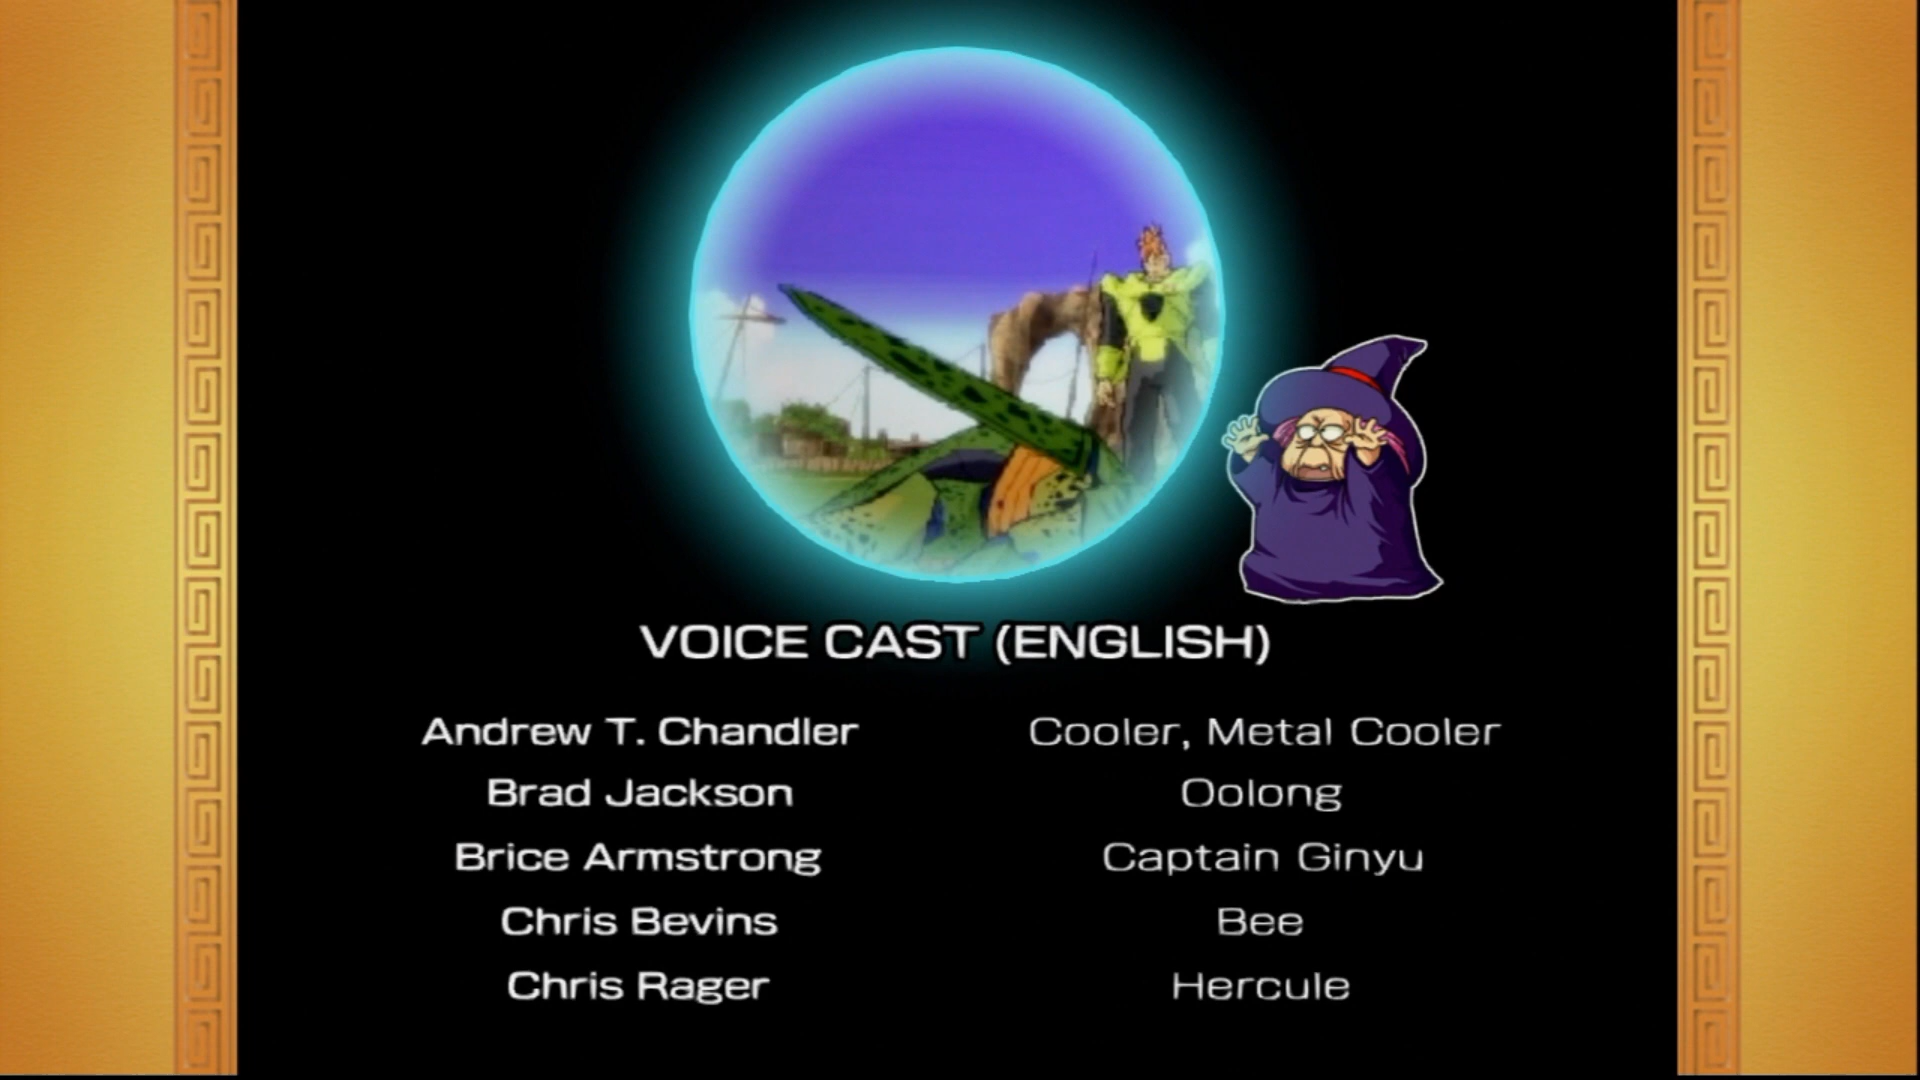 VOICE CAST (ENGLISH)
Andrew T. Chandler Cooler, Metal Cooler
Brad Jackson Oolong
Brice Armstrong Captain Ginyu
Chris Bevins Bee
Chris Rager Hercule